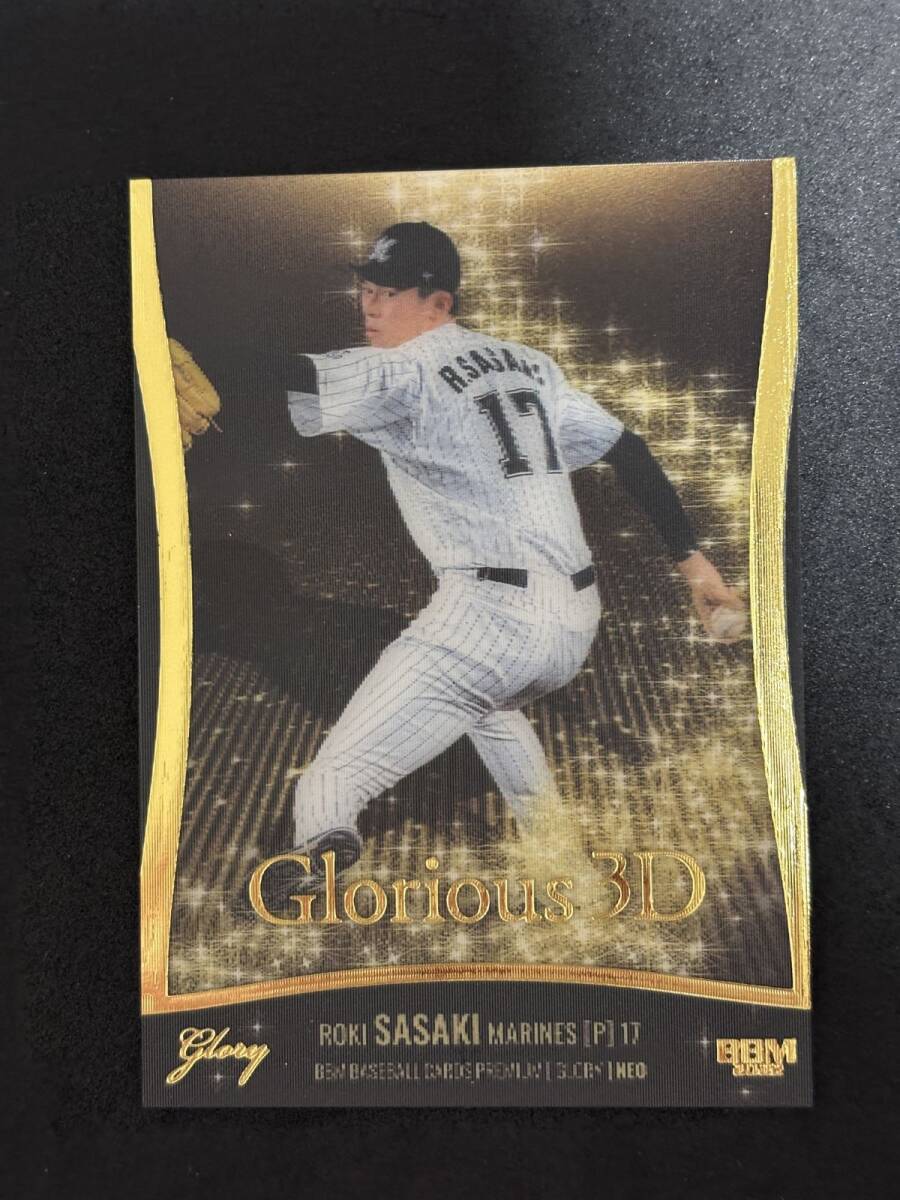 M
R.SASAKI
17
Glorious 3D
Glory
ROKI SASAKI MARINES [P] 17
BBM BASEBALL CARDS PREMIUM | GLORY | NEO
BBM